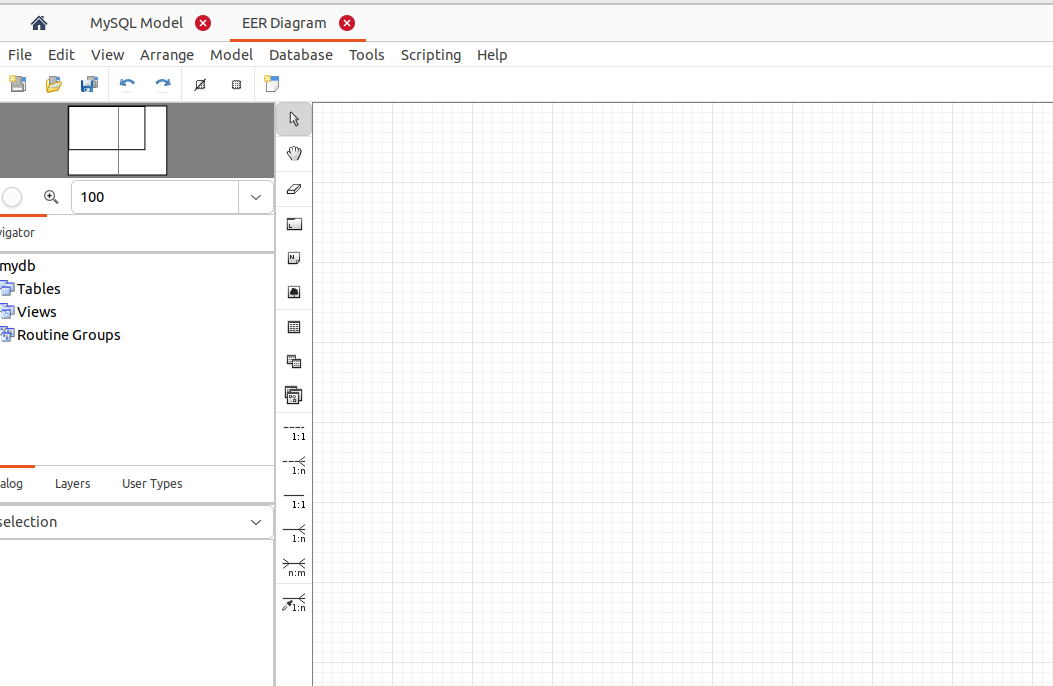 MySQL Model EER Diagram
File Edit View Arrange Model Database Tools Scripting Help
100
vigator
mydb
Tables
Views
Routine Groups
alog Layers User Types
selection
1:1
1:n
1:1
1:n
n:m
1:n